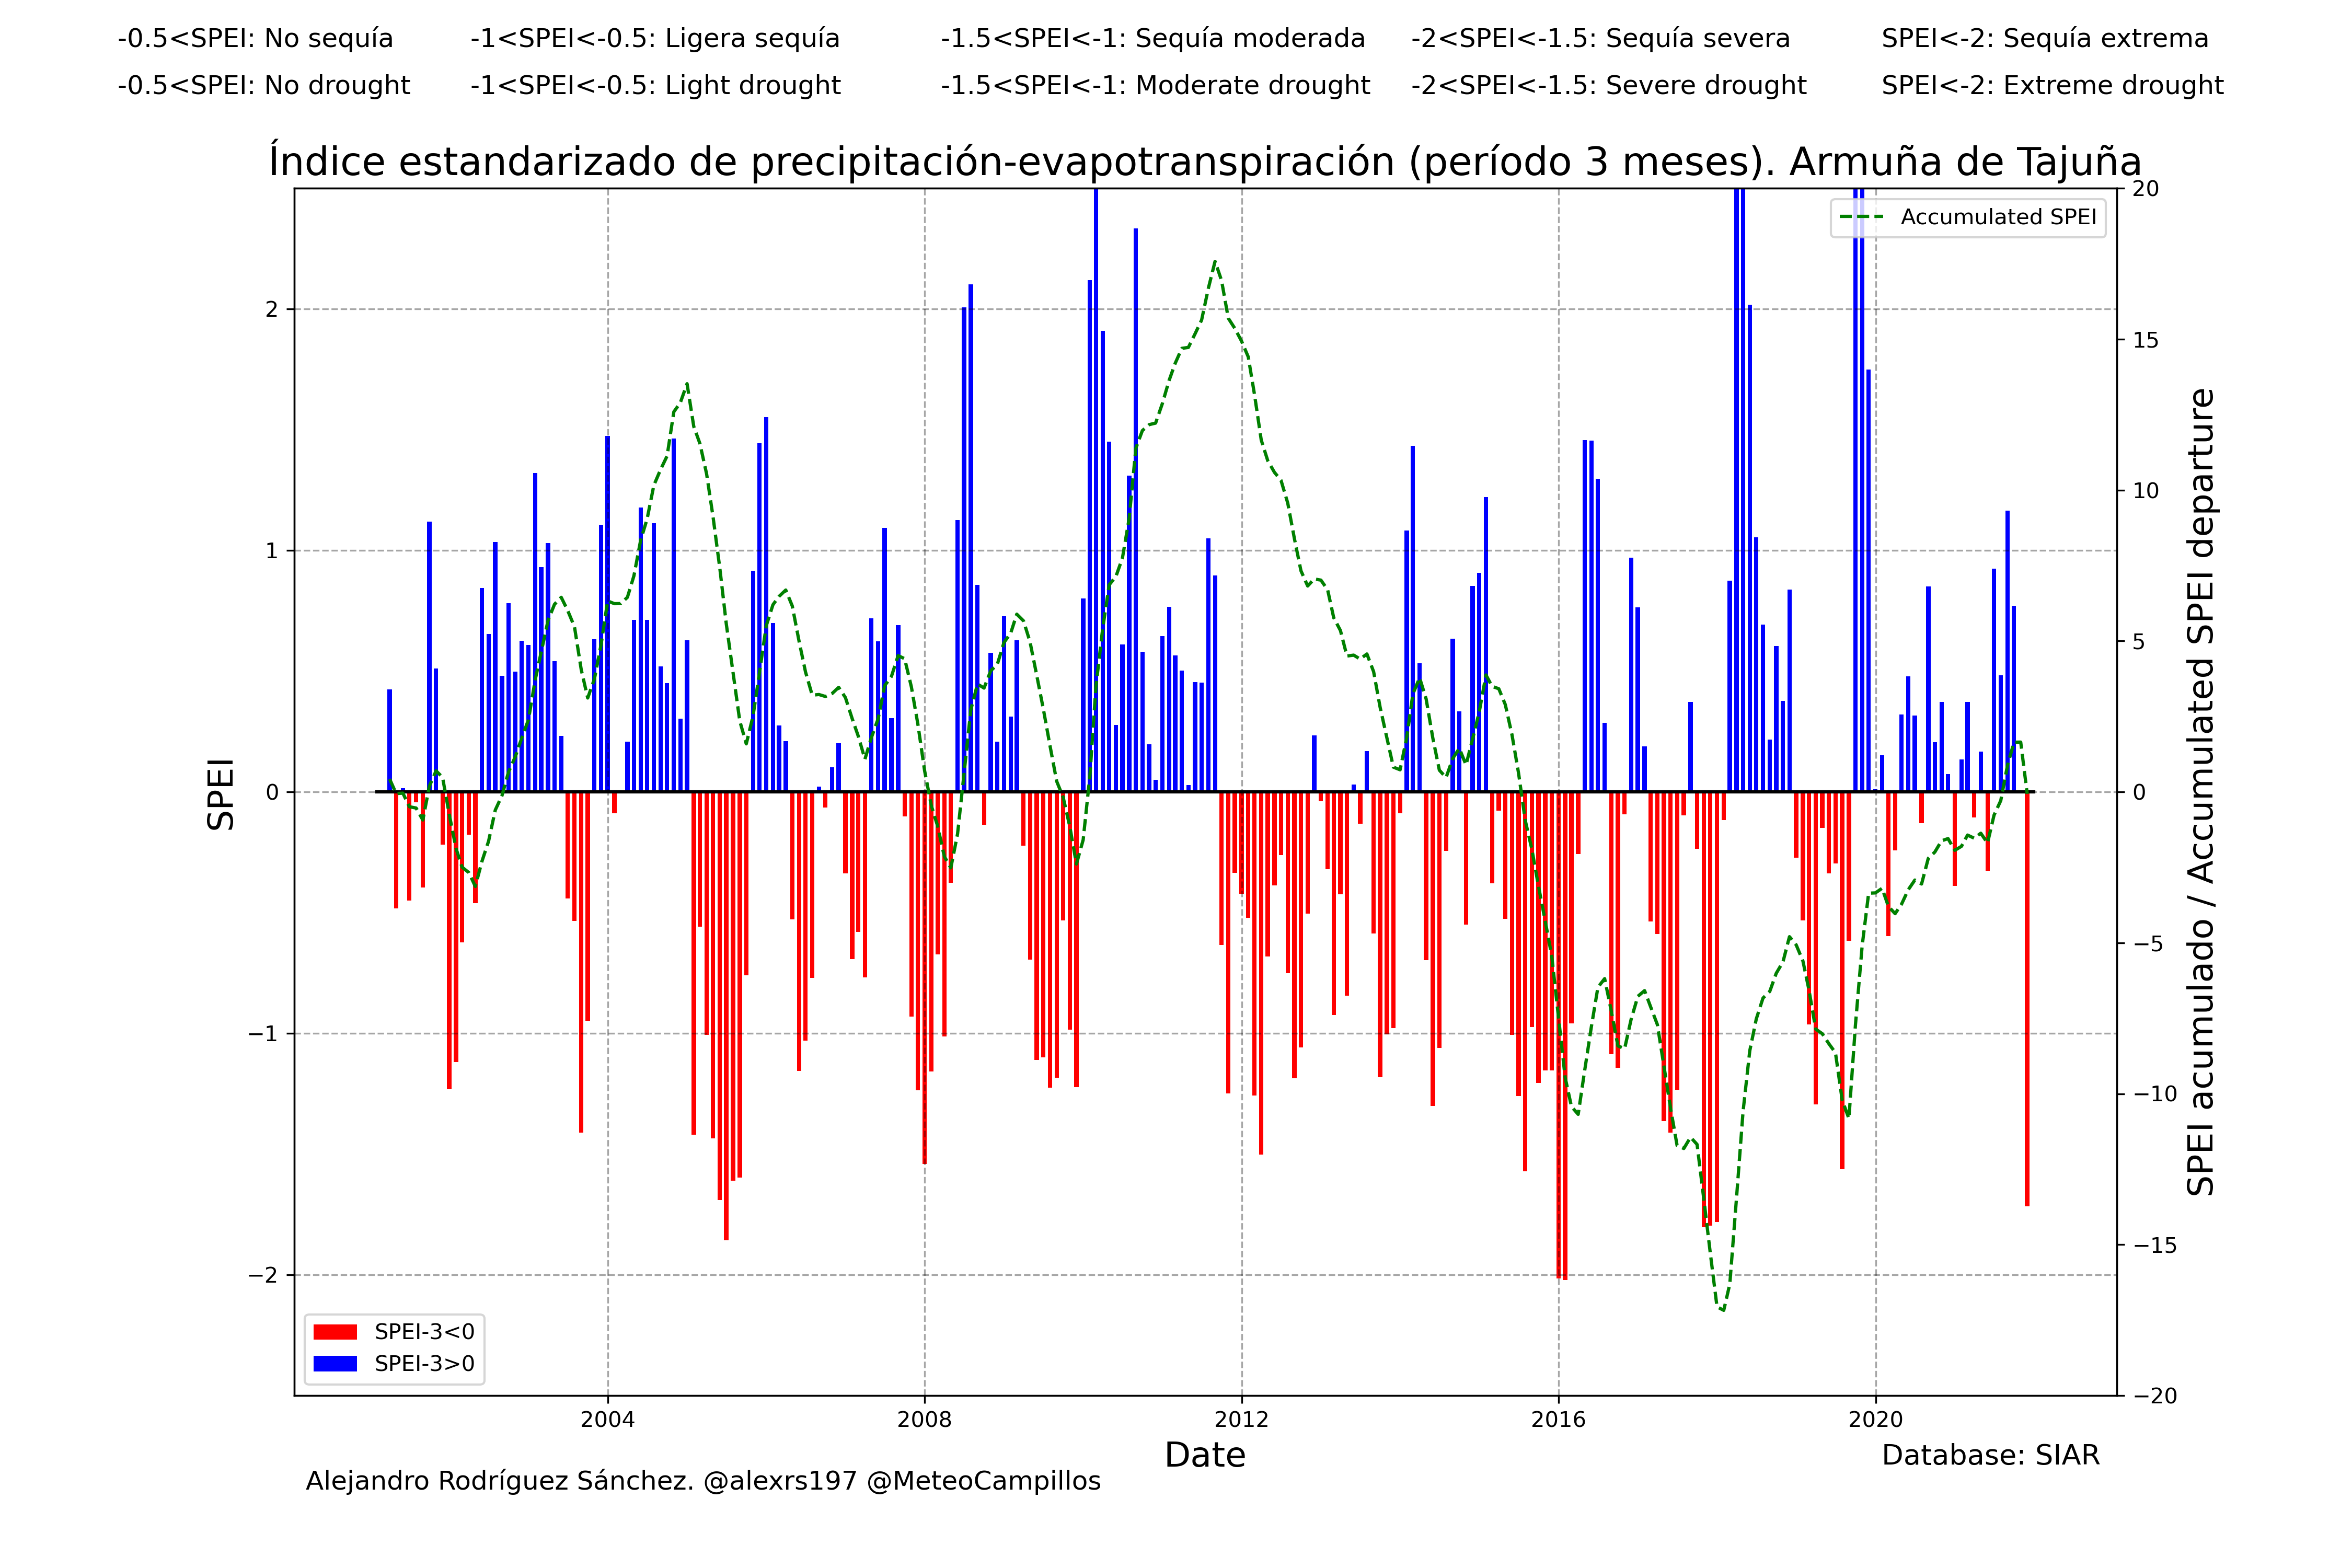 -0.5<SPEI: No sequía -1<SPEI<-0.5: Ligera sequía -1.5<SPEI<-1: Sequía moderada -2<SPEI<-1.5: Sequía severa SPEI<-2: Sequía extrema
-0.5<SPEI: No drought -1<SPEI<-0.5: Light drought -1.5<SPEI<-1: Moderate drought -2<SPEI<-1.5: Severe drought SPEI<-2: Extreme drought
Índice estandarizado de precipitación-evapotranspiración (período 3 meses). Armuña de Tajuña
Accumulated SPEI
SPEI
2
1
0
−1
−2
20
15
10
5
0
−5
−10
−15
−20
SPEI acumulado / Accumulated SPEI departure
SPEI-3<0
SPEI-3>0
2004 2008 2012 2016 2020
Date
Database: SIAR
Alejandro Rodríguez Sánchez. @alexrs197 @MeteoCampillos